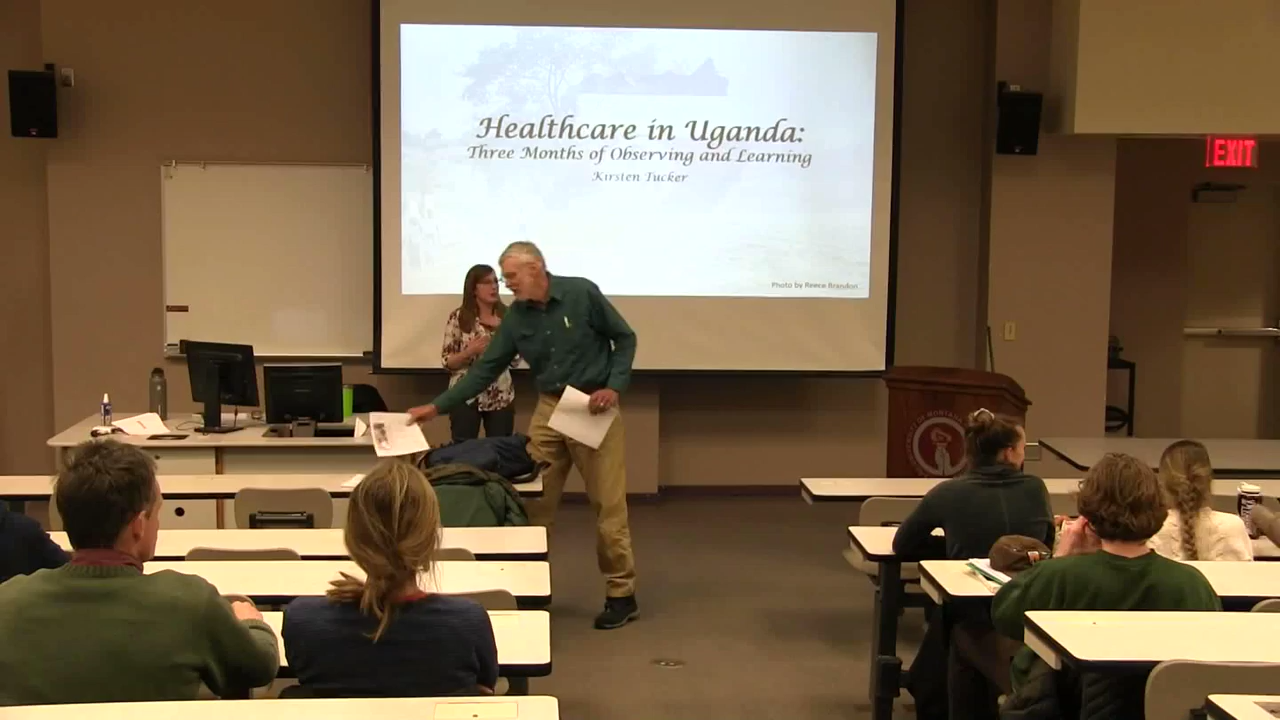 Healthcare in Uganda:
Three Months of Observing and Learning
Kirsten Tucker
Photo by Reece Brandon
EXIT